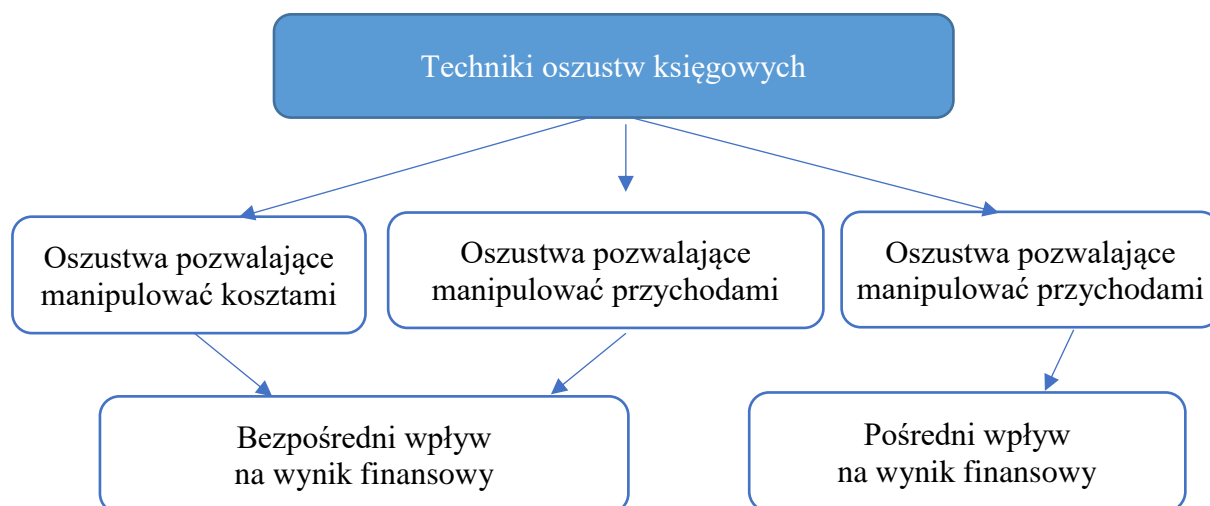 Techniki oszustw księgowych
Oszustwa pozwalające
manipulować kosztami
Oszustwa pozwalające
manipulować przychodami
Oszustwa pozwalające
manipulować przychodami
Bezpośredni wpływ
na wynik finansowy
Pośredni wpływ
na wynik finansowy